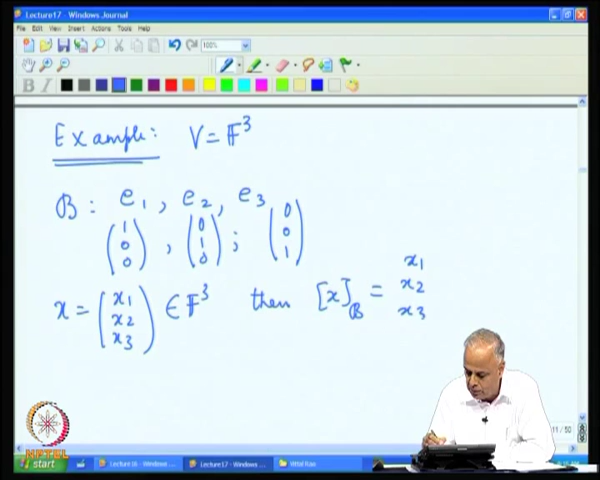 Lecture17 - Windows Journal
File Edit View Insert Actions Tools Help
100%
B I
Example: V = 𝔽³
ℬ : e₁ , e₂ , e₃
(1 0 0) , (0 1 0) ; (0 0 1)
x = (x₁ x₂ x₃) ∈ 𝔽³ then [x]_ℬ = x₁ x₂ x₃
11 / 50
NPTEL
start Lecture16 - Windows... Lecture17 - Windows... Vittal Rao